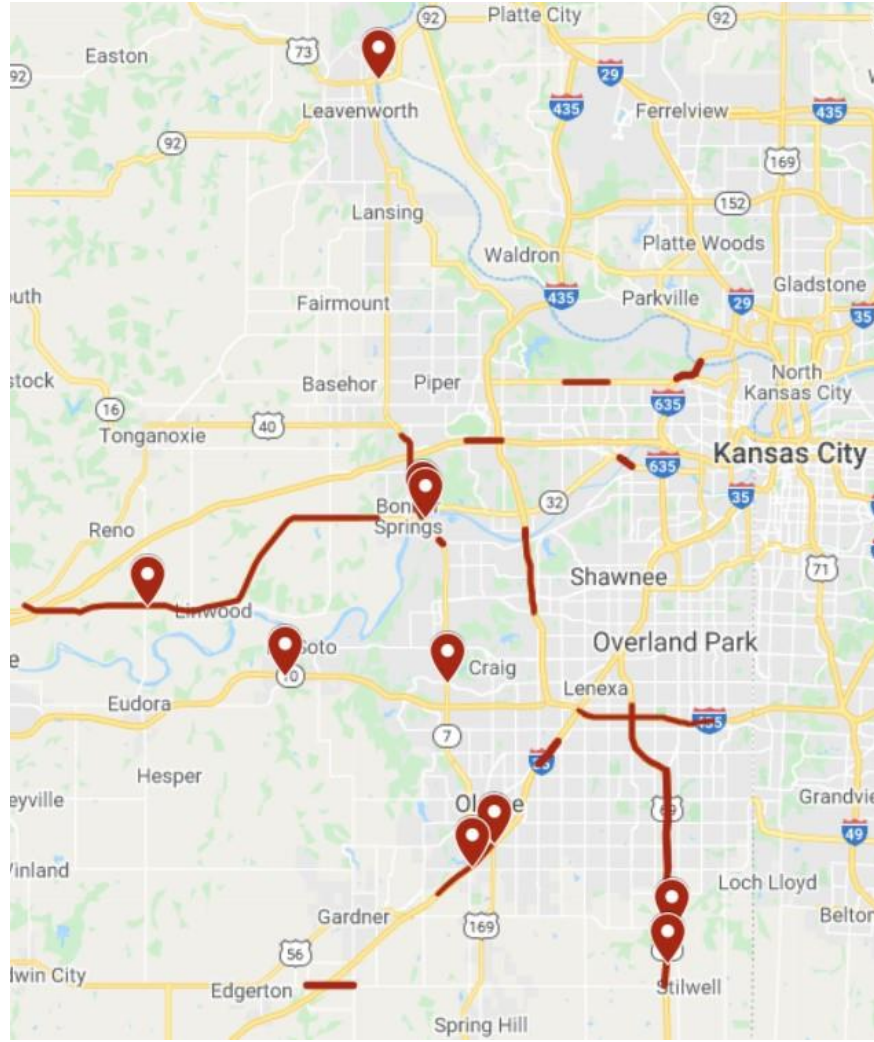 Platte City
92
92
Easton
73
29
92
435
Ferrelview
435
Leavenworth
92
169
Lansing
152
Waldron
Platte Woods
Gladstone
Fairmount
435
Parkville
29
35
Basehor
Piper
North
Kansas City
16
635
40
Tonganoxie
Kansas City
635
35
32
Springs
Reno
71
Shawnee
Linwood
Overland Park
Craig
Lenexa
10
Eudora
7
Hesper
69
Grandvie
49
Loch Lloyd
Belton
Gardner
169
56
Edgerton
Stilwell
Spring Hill